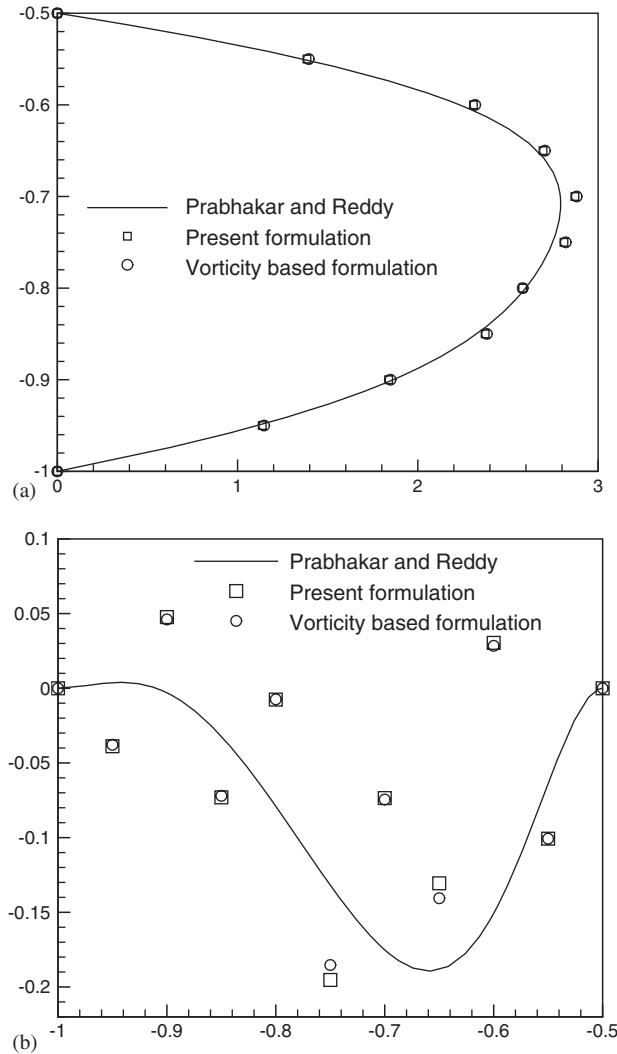 -0.5
-0.6
-0.7
Prabhakar and Reddy
Present formulation
Vorticity based formulation
-0.8
-0.9
-1
(a)
0 1 2 3
0.1
Prabhakar and Reddy
Present formulation
Vorticity based formulation
0.05
0
-0.05
-0.1
-0.15
-0.2
(b)
-1 -0.9 -0.8 -0.7 -0.6 -0.5